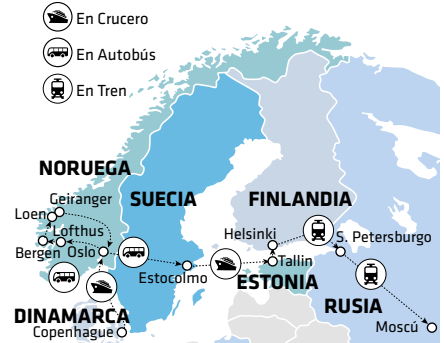 En Crucero
En Autobús
En Tren
NORUEGA
Geiranger
SUECIA
FINLANDIA
Loen
Lofthus
Helsinki
S. Petersburgo
Bergen
Oslo
Tallin
Estocolmo
ESTONIA
RUSIA
DINAMARCA
Copenhague
Moscú